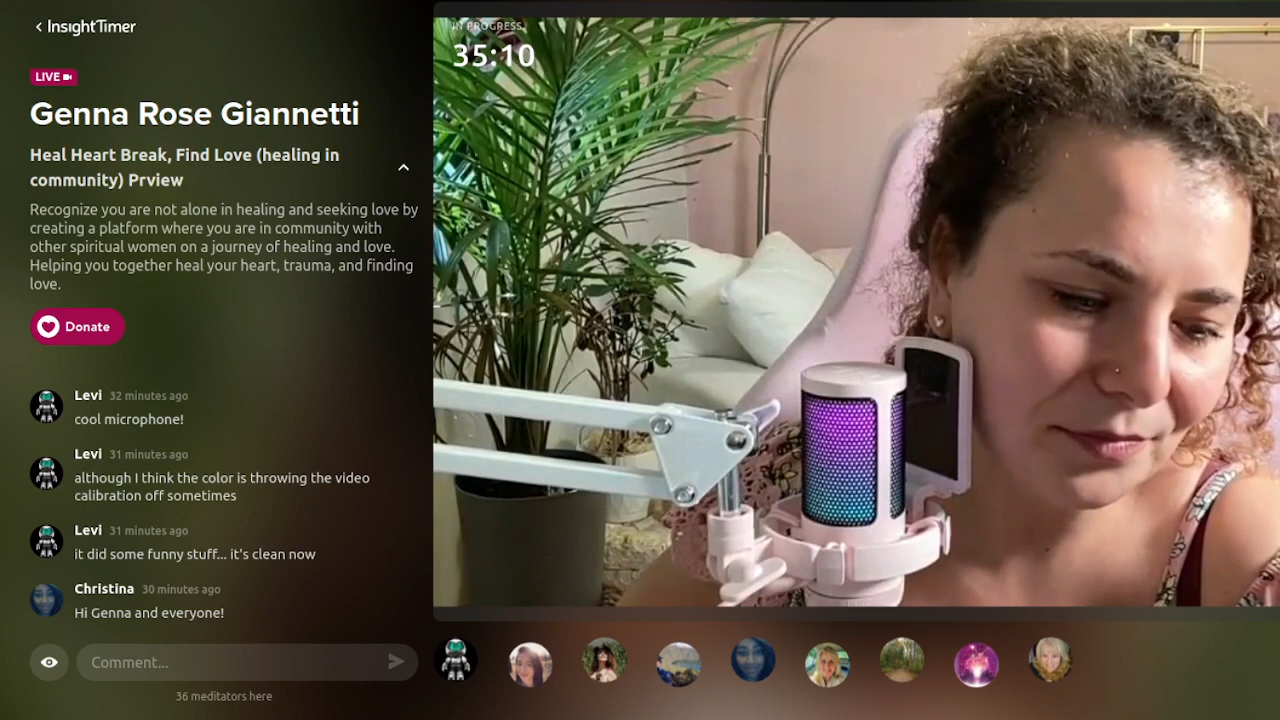 InsightTimer
LIVE
Genna Rose Giannetti
Heal Heart Break, Find Love (healing in
community) Prview
Recognize you are not alone in healing and seeking love by
creating a platform where you are in community with
other spiritual women on a journey of healing and love.
Helping you together heal your heart, trauma, and finding
love.
Donate
Levi 32 minutes ago
cool microphone!
Levi 31 minutes ago
although I think the color is throwing the video
calibration off sometimes
Levi 31 minutes ago
it did some funny stuff... it's clean now
Christina 30 minutes ago
Hi Genna and everyone!
Comment...
36 meditators here
IN PROGRESS
35:10